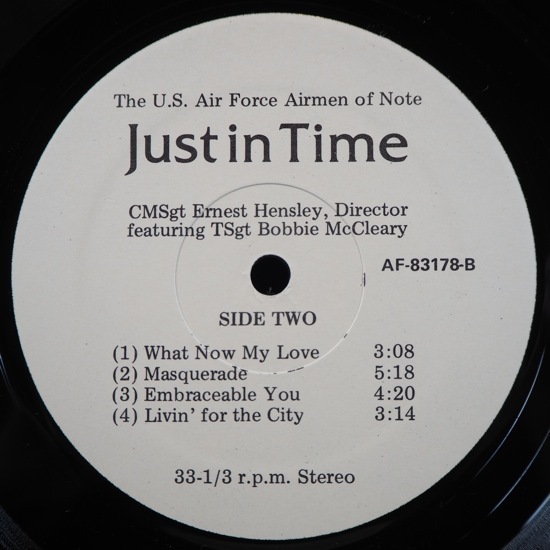 The U.S. Air Force Airmen of Note
Just in Time
CMSgt Ernest Hensley, Director
featuring TSgt Bobbie McCleary
AF-83178-B
SIDE TWO
(1) What Now My Love 3:08
(2) Masquerade 5:18
(3) Embraceable You 4:20
(4) Livin' for the City 3:14
33-1/3 r.p.m. Stereo